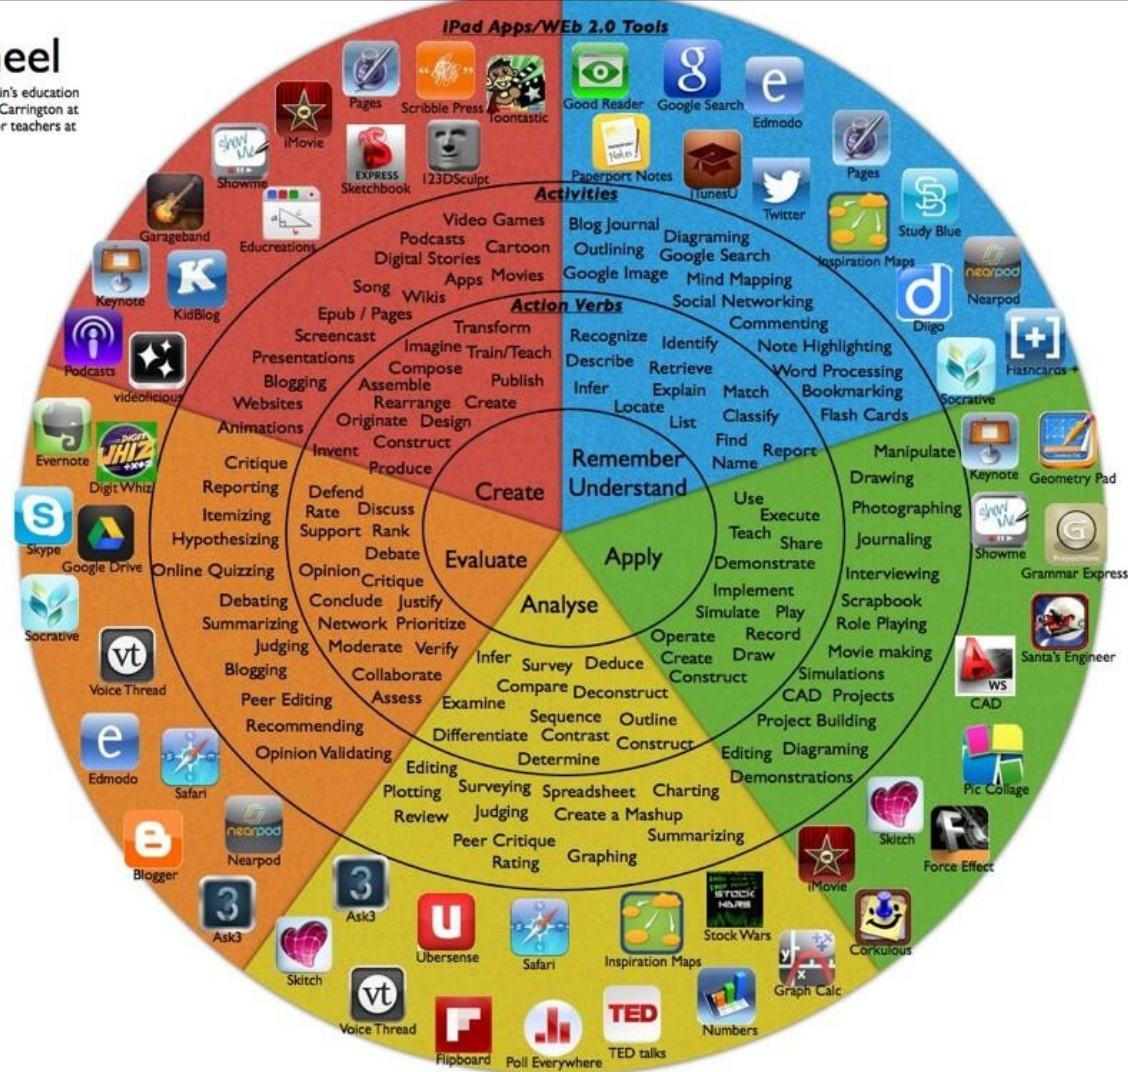 eel
in's education
Carrington at
r teachers at
iPad Apps/WEb 2.0 Tools
Pages
Scribble Press
Toontastic
iMovie
Showme
EXPRESS
Sketchbook
123DSculpt
Garageband
Educreations
Keynote
KidBlog
Podcasts
videolicious
Good Reader
Google Search
Edmodo
Paperport Notes
iTunesU
Twitter
Pages
Study Blue
Inspiration Maps
nearpod
Nearpod
Diigo
Flashcards +
Socrative
Activities
Video Games
Podcasts
Cartoon
Digital Stories
Apps Movies
Song
Wikis
Epub / Pages
Screencast
Presentations
Blogging
Websites
Animations
Blog Journal
Diagraming
Outlining
Google Search
Google Image
Mind Mapping
Social Networking
Commenting
Note Highlighting
Word Processing
Bookmarking
Flash Cards
Action Verbs
Transform
Imagine
Train/Teach
Compose
Assemble
Publish
Rearrange
Create
Originate
Design
Construct
Invent
Produce
Recognize
Identify
Describe
Retrieve
Infer
Explain
Match
Locate
List
Classify
Find
Name
Report
Create
Remember
Understand
Evaluate
Apply
Analyse
Evernote
DIGIT
WHIZ
Digit Whiz
Skype
Google Drive
Socrative
vt
Voice Thread
Edmodo
Safari
nearpod
Nearpod
Blogger
3
Ask3
Critique
Reporting
Itemizing
Hypothesizing
Online Quizzing
Debating
Summarizing
Judging
Blogging
Peer Editing
Recommending
Opinion Validating
Defend
Rate
Discuss
Support
Rank
Debate
Opinion
Critique
Conclude
Justify
Network
Prioritize
Moderate
Verify
Collaborate
Assess
Use
Execute
Teach
Share
Demonstrate
Implement
Simulate
Play
Operate
Record
Create
Draw
Construct
Manipulate
Drawing
Photographing
Journaling
Interviewing
Scrapbook
Role Playing
Movie making
Simulations
CAD Projects
Project Building
Editing
Diagraming
Demonstrations
Keynote
Geometry Pad
Showme
Grammar Express
Santa's Engineer
WS
CAD
Pic Collage
Skitch
Force Effect
iMovie
Corkulous
Infer
Survey
Deduce
Compare
Deconstruct
Examine
Sequence
Outline
Differentiate
Contrast
Construct
Determine
Editing
Plotting
Surveying
Spreadsheet
Charting
Review
Judging
Create a Mashup
Peer Critique
Summarizing
Rating
Graphing
3
Ask3
Skitch
Ubersense
Safari
Inspiration Maps
STOCK
WARS
Stock Wars
Graph Calc
vt
Voice Thread
Flipboard
Poll Everywhere
TED
TED talks
Numbers